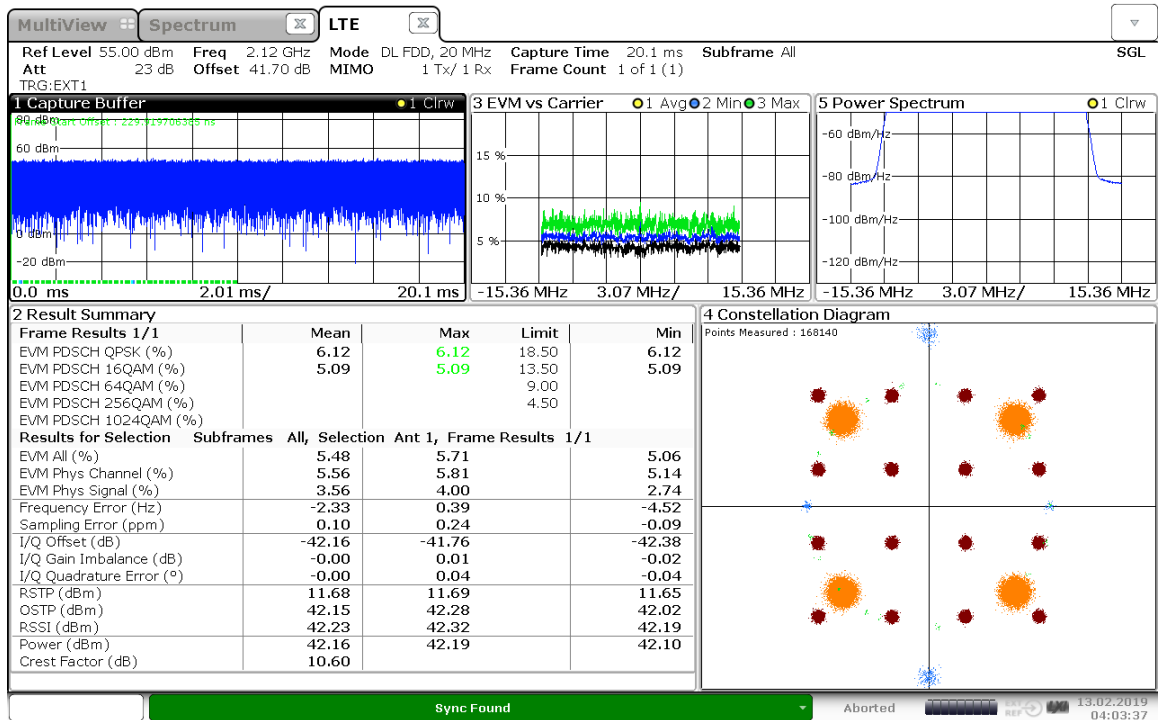 MultiView Spectrum LTE
Ref Level 55.00 dBm Freq 2.12 GHz Mode DL FDD, 20 MHz Capture Time 20.1 ms Subframe All SGL
Att 23 dB Offset 41.70 dB MIMO 1 Tx/ 1 Rx Frame Count 1 of 1 (1)
TRG:EXT1
1 Capture Buffer 1 Clrw
Frame Start Offset : 229.919706385 ns
80 dBm
60 dBm
0 dBm
-20 dBm
0.0 ms 2.01 ms/ 20.1 ms
3 EVM vs Carrier 1 Avg 2 Min 3 Max
15 %
10 %
5 %
-15.36 MHz 3.07 MHz/ 15.36 MHz
5 Power Spectrum 1 Clrw
-60 dBm/Hz
-80 dBm/Hz
-100 dBm/Hz
-120 dBm/Hz
-15.36 MHz 3.07 MHz/ 15.36 MHz
2 Result Summary
Frame Results 1/1 Mean Max Limit Min
EVM PDSCH QPSK (%) 6.12 6.12 18.50 6.12
EVM PDSCH 16QAM (%) 5.09 5.09 13.50 5.09
EVM PDSCH 64QAM (%) 9.00
EVM PDSCH 256QAM (%) 4.50
EVM PDSCH 1024QAM (%)
Results for Selection Subframes All, Selection Ant 1, Frame Results 1/1
EVM All (%) 5.48 5.71 5.06
EVM Phys Channel (%) 5.56 5.81 5.14
EVM Phys Signal (%) 3.56 4.00 2.74
Frequency Error (Hz) -2.33 0.39 -4.52
Sampling Error (ppm) 0.10 0.24 -0.09
I/Q Offset (dB) -42.16 -41.76 -42.38
I/Q Gain Imbalance (dB) -0.00 0.01 -0.02
I/Q Quadrature Error (°) -0.00 0.04 -0.04
RSTP (dBm) 11.68 11.69 11.65
OSTP (dBm) 42.15 42.28 42.02
RSSI (dBm) 42.23 42.32 42.19
Power (dBm) 42.16 42.19 42.10
Crest Factor (dB) 10.60
4 Constellation Diagram
Points Measured : 168140
Sync Found
Aborted
13.02.2019
04:03:37